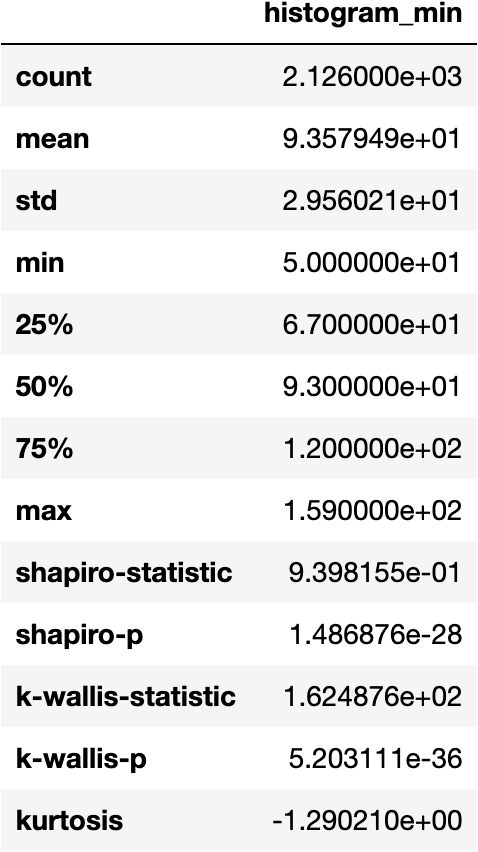 histogram_min
count 2.126000e+03
mean 9.357949e+01
std 2.956021e+01
min 5.000000e+01
25% 6.700000e+01
50% 9.300000e+01
75% 1.200000e+02
max 1.590000e+02
shapiro-statistic 9.398155e-01
shapiro-p 1.486876e-28
k-wallis-statistic 1.624876e+02
k-wallis-p 5.203111e-36
kurtosis -1.290210e+00